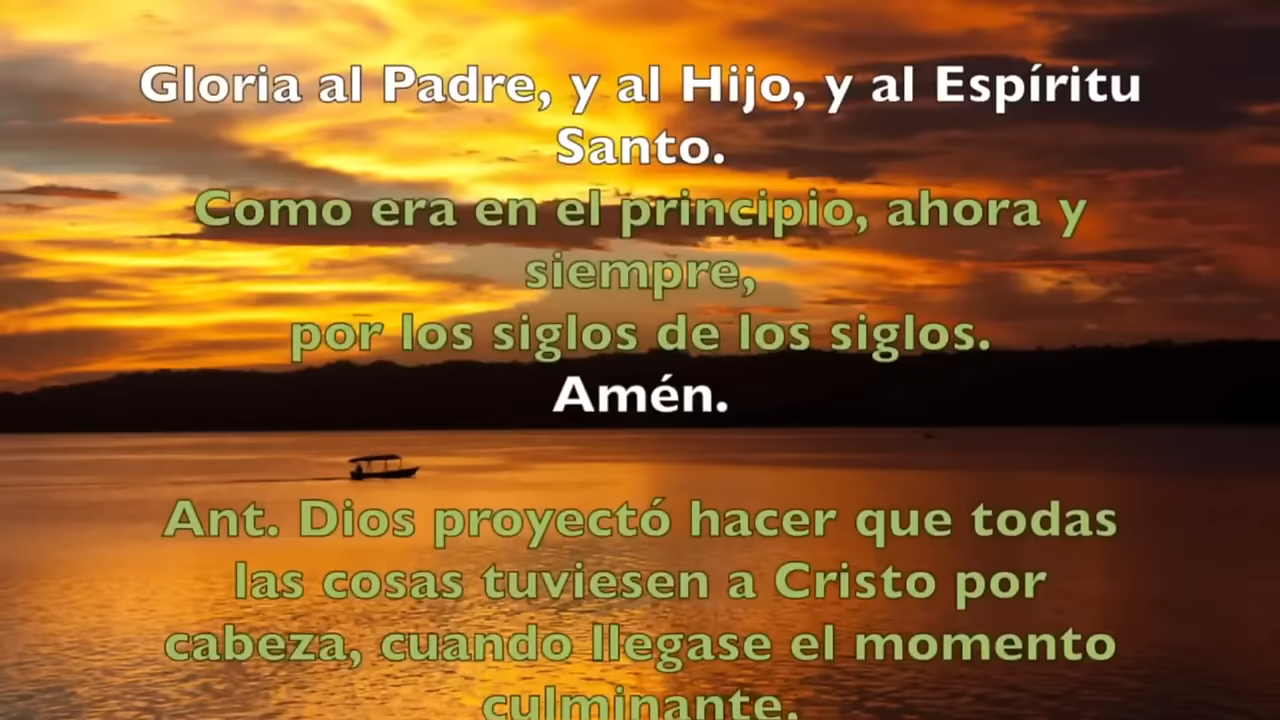 Gloria al Padre, y al Hijo, y al Espíritu
Santo.
Como era en el principio, ahora y
siempre,
por los siglos de los siglos.
Amén.
Ant. Dios proyectó hacer que todas
las cosas tuviesen a Cristo por
cabeza, cuando llegase el momento
culminante.